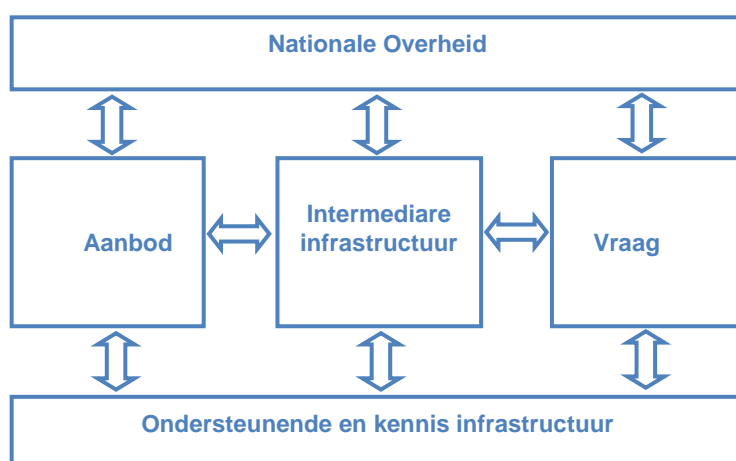 Nationale Overheid
Aanbod
Intermediare
infrastructuur
Vraag
Ondersteunende en kennis infrastructuur